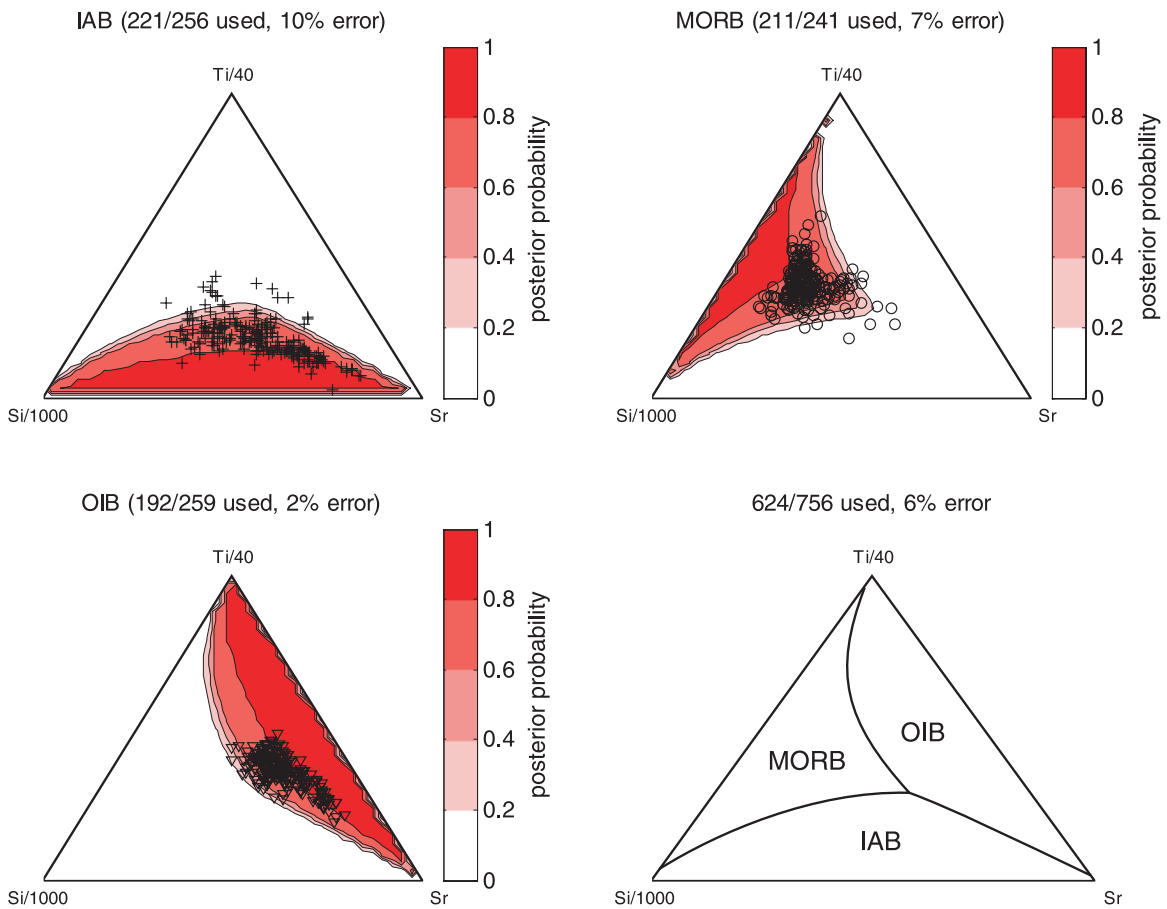 IAB (221/256 used, 10% error)
Ti/40
Si/1000
Sr
1
0.8
0.6
0.4
0.2
0
posterior probability
MORB (211/241 used, 7% error)
Ti/40
Si/1000
Sr
1
0.8
0.6
0.4
0.2
0
posterior probability
OIB (192/259 used, 2% error)
Ti/40
Si/1000
Sr
1
0.8
0.6
0.4
0.2
0
posterior probability
624/756 used, 6% error
Ti/40
OIB
MORB
IAB
Si/1000
Sr